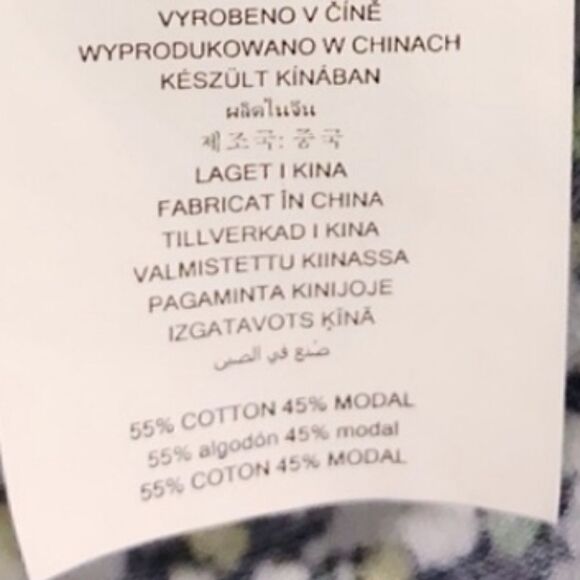 VYROBENO V ČÍNĚ
WYPRODUKOWANO W CHINACH
KÉSZÜLT KÍNÁBAN
ผลิตในจีน
제조국: 중국
LAGET I KINA
FABRICAT ÎN CHINA
TILLVERKAD I KINA
VALMISTETTU KIINASSA
PAGAMINTA KINIJOJE
IZGATAVOTS ĶĪNĀ
صُنع في الصين
55% COTTON 45% MODAL
55% algodón 45% modal
55% COTON 45% MODAL